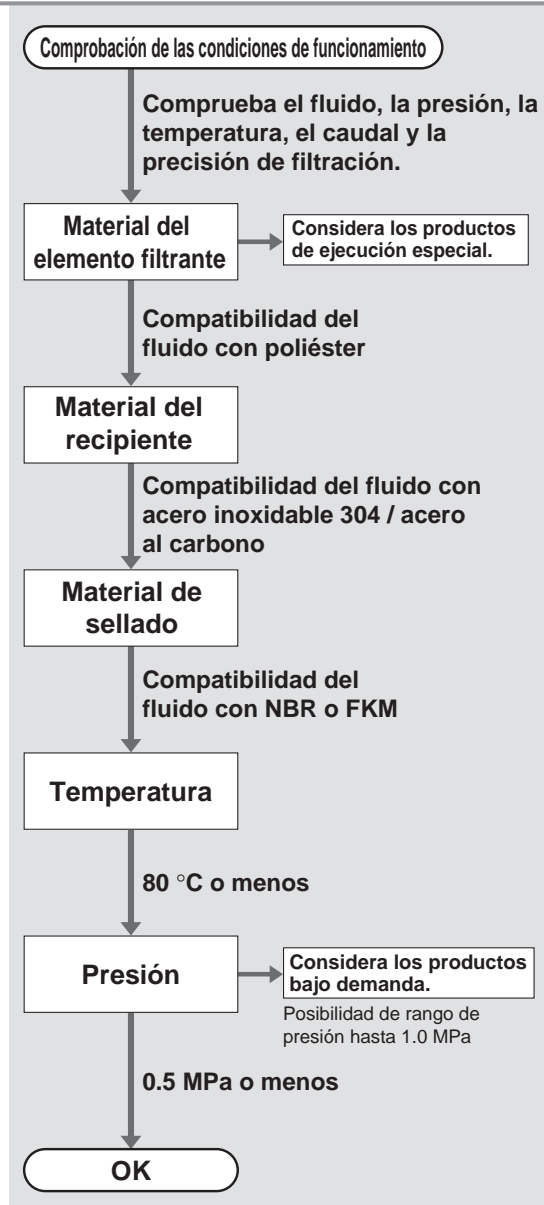 Comprobación de las condiciones de funcionamiento
Comprueba el fluido, la presión, la
temperatura, el caudal y la
precisión de filtración.
Material del
elemento filtrante
Considera los productos
de ejecución especial.
Compatibilidad del
fluido con poliéster
Material del
recipiente
Compatibilidad del fluido con
acero inoxidable 304 / acero
al carbono
Material de
sellado
Compatibilidad del
fluido con NBR o FKM
Temperatura
80 °C o menos
Presión
Considera los productos
bajo demanda.
Posibilidad de rango de
presión hasta 1.0 MPa
0.5 MPa o menos
OK